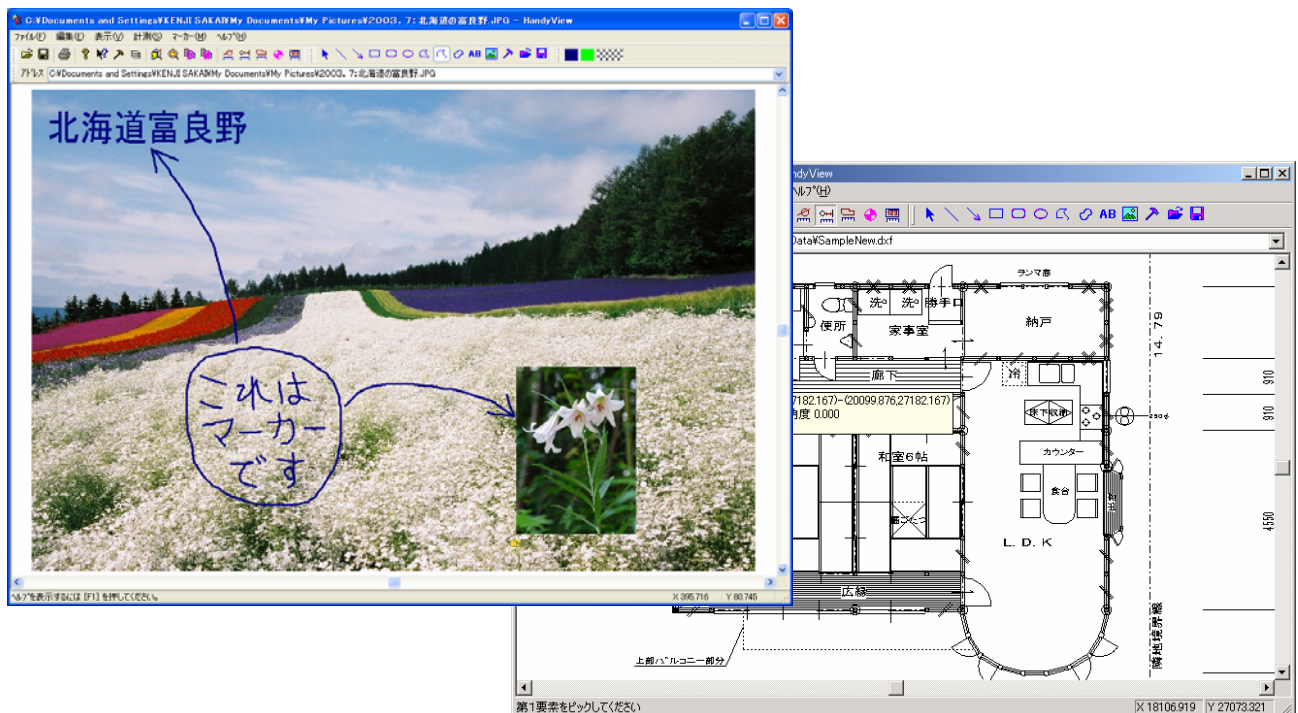 C:¥Documents and Settings¥KENJI SAKAI¥My Documents¥My Pictures¥2003．7：北海道の富良野.JPG - HandyView
ファイル(F) 編集(E) 表示(V) 計測(S) マーカー(M) ヘルプ(H)
AB
アドレス C:¥Documents and Settings¥KENJI SAKAI¥My Documents¥My Pictures¥2003．7：北海道の富良野.JPG
北海道富良野
これは
マーカー
です
ヘルプを表示するには [F1] を押してください。
X 395.716 Y 80.745
ndyView
ヘルプ(H)
AB
Data¥SampleNew.dxf
ランマ窓
洗 洗 勝手口
便所
家事室
納戸
14.79
廊下
冷
910
7182.167)-(20099.876,27182.167)
角度 0.000
床下収納
910
和室6帖
カウンター
食台
掘ごたつ
出窓
4550
L.D.K
広縁
隣地境界線
上部バルコニー部分
第1要素をピックしてください
X 18106.919 Y 27073.321